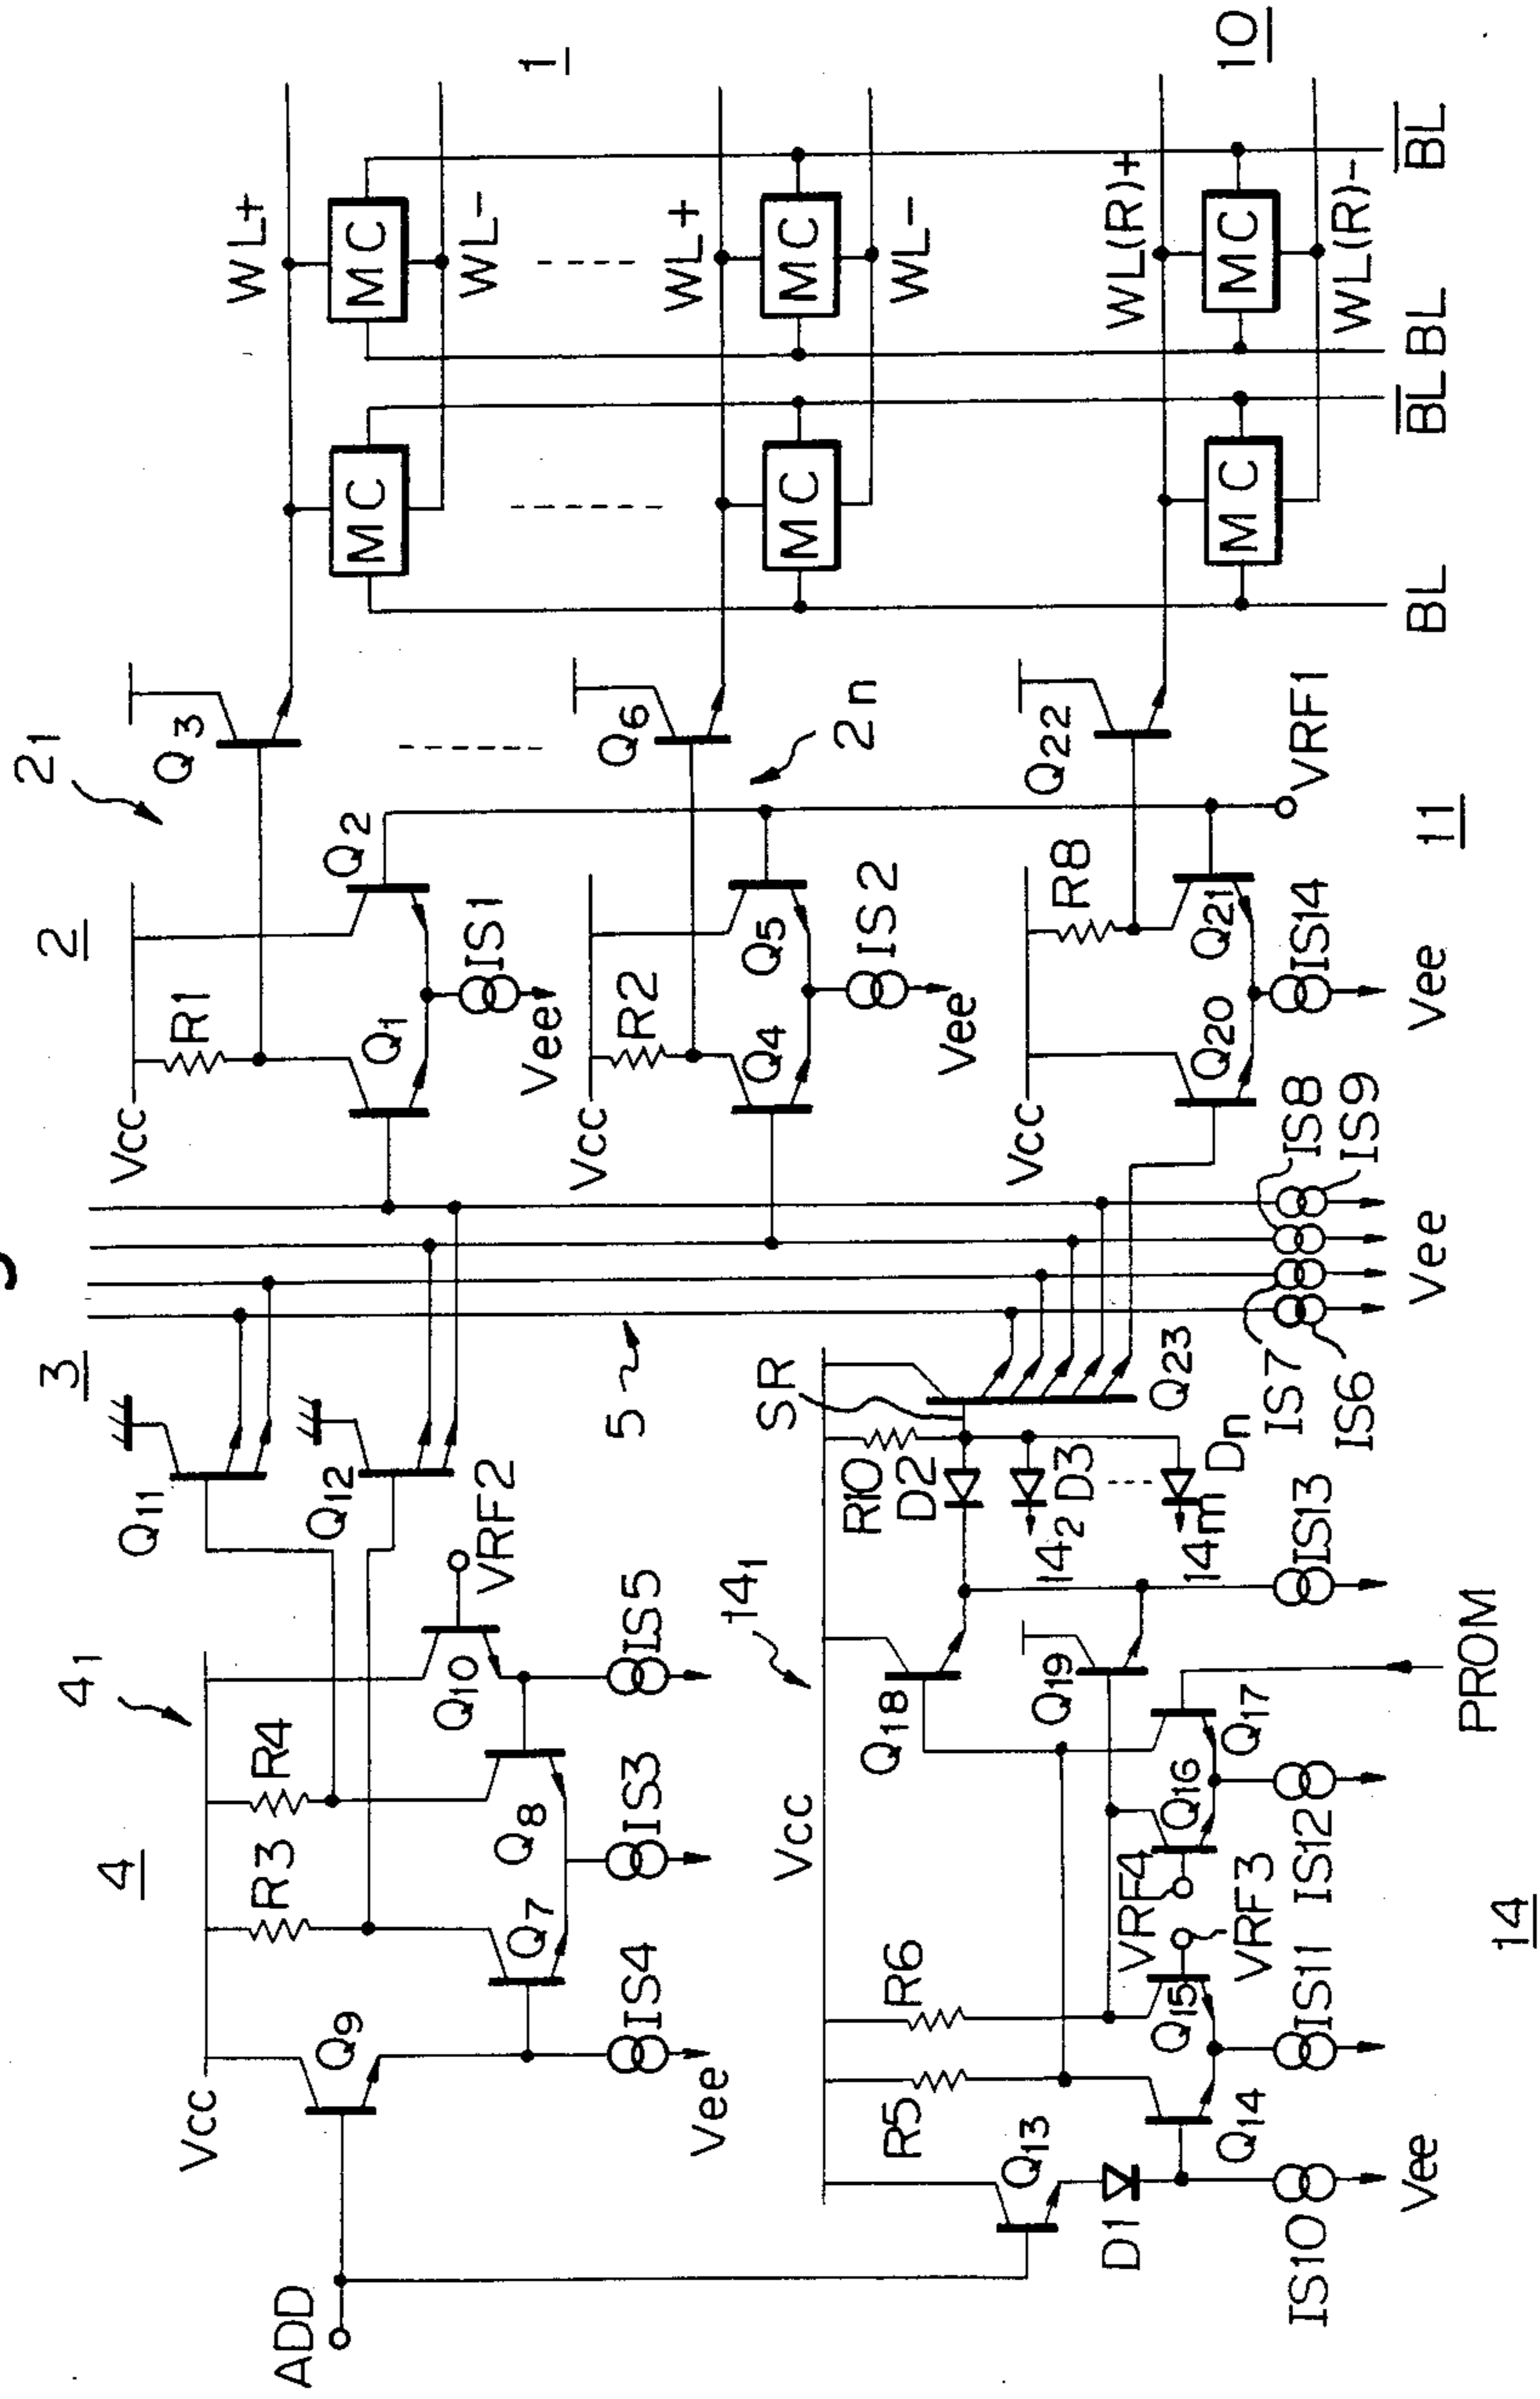 ADD
Vcc
4
4₁
Q9
R3
R4
Q7
Q8
Q10
VRF2
IS4
IS3
IS5
Vee
3
Q11
Q12
5
2
2₁
Vcc
R1
Q1
Q2
Q3
IS1
Vee
Vcc
R2
Q4
Q5
Q6
2n
IS2
Vee
Vcc
R8
Q20
Q21
Q22
VRF1
IS14
Vee
11
1
WL+
MC
MC
WL-
WL+
MC
MC
WL-
WL(R)+
MC
MC
WL(R)-
10
BL
B̅L̅
BL
B̅L̅
14₁
Vcc
Q13
D1
R5
R6
Q14
Q15
VRF3
VRF4
Q16
Q17
Q18
Q19
R10
SR
D2
D3
Dn
14₂
14m
Q23
IS10
Vee
IS11
IS12
IS13
PROM
IS7
IS6
IS8
IS9
Vee
14